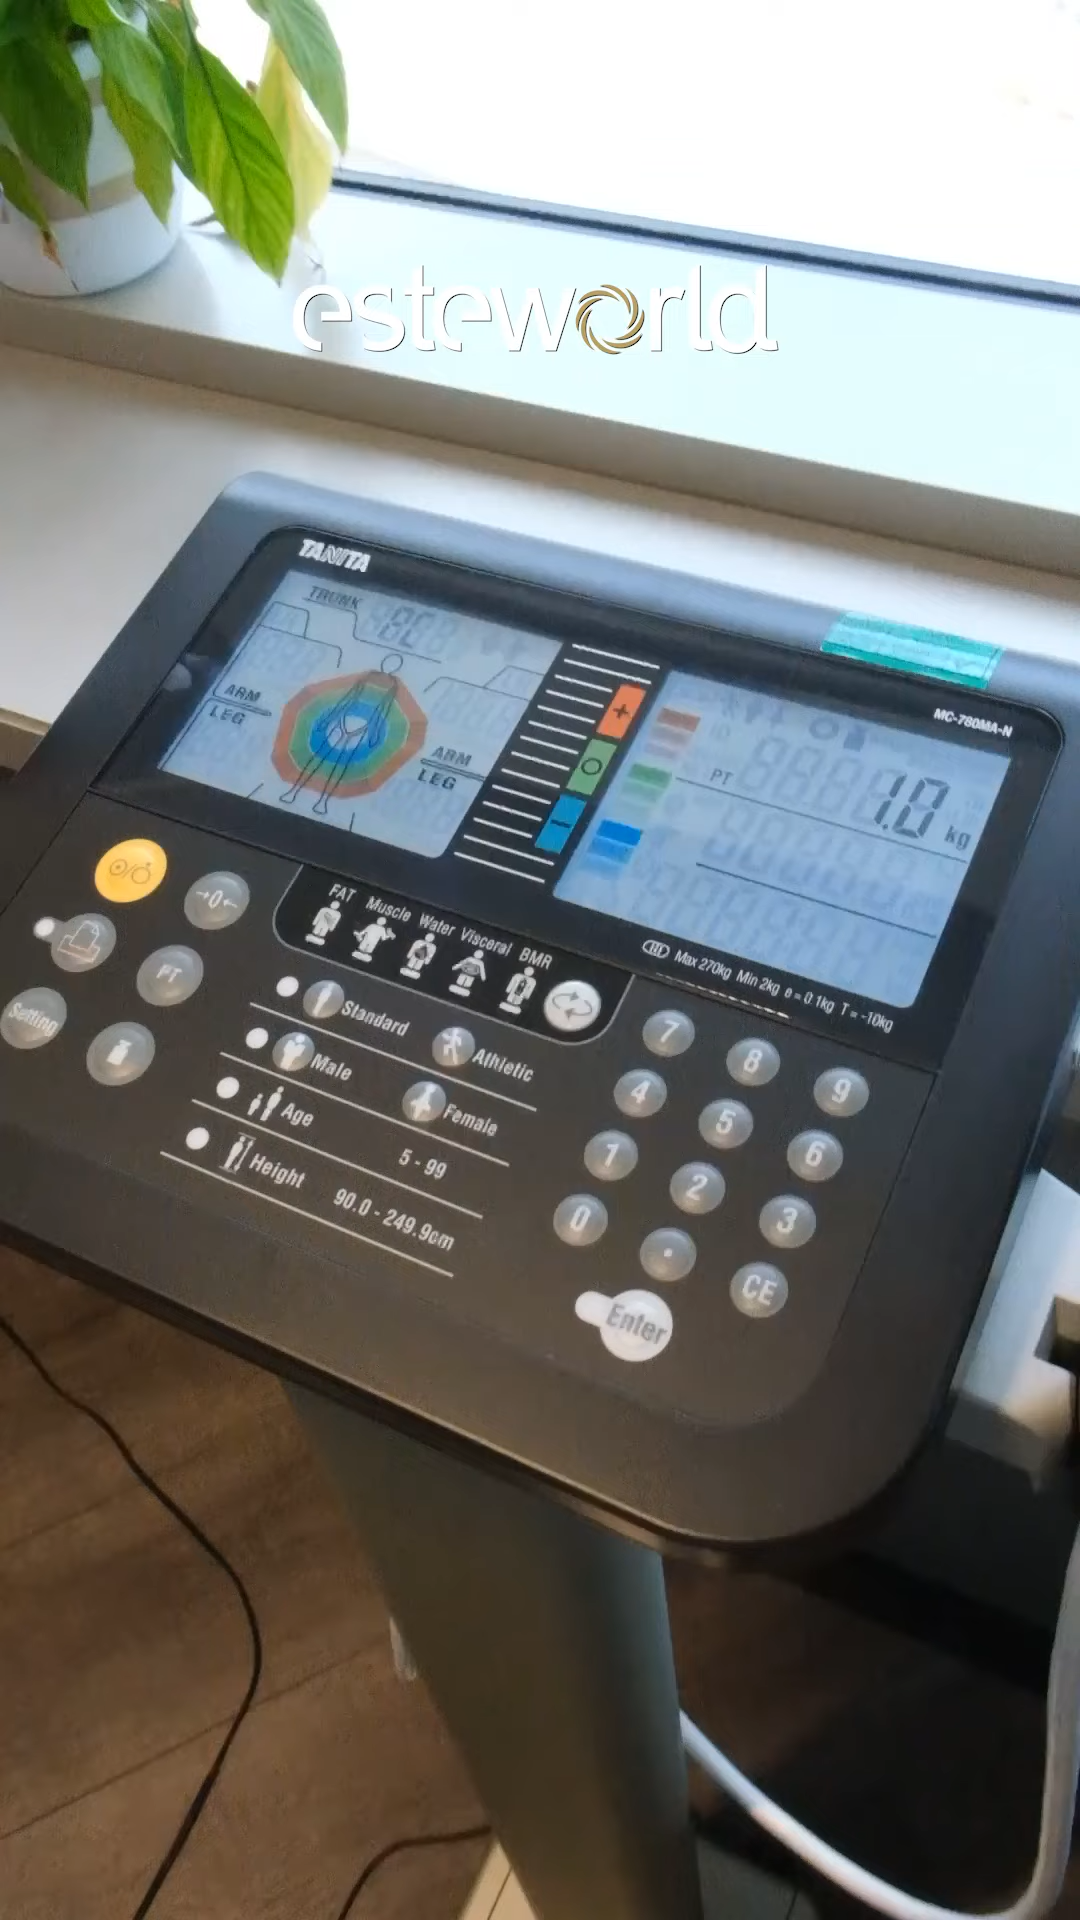 esteworld
TANITA
TRUNK
ARM
LEG
ARM
LEG
+
O
-
MC-780MA-N
PT
1.0 kg
Max 270kg Min 2kg e = 0.1kg T = -10kg
FAT Muscle Water Visceral BMR
→0←
PT
Setting
Standard
Athletic
Male
Female
Age 5 - 99
Height 90.0 - 249.9cm
7 8 9
4 5 6
1 2 3
0 . CE
Enter